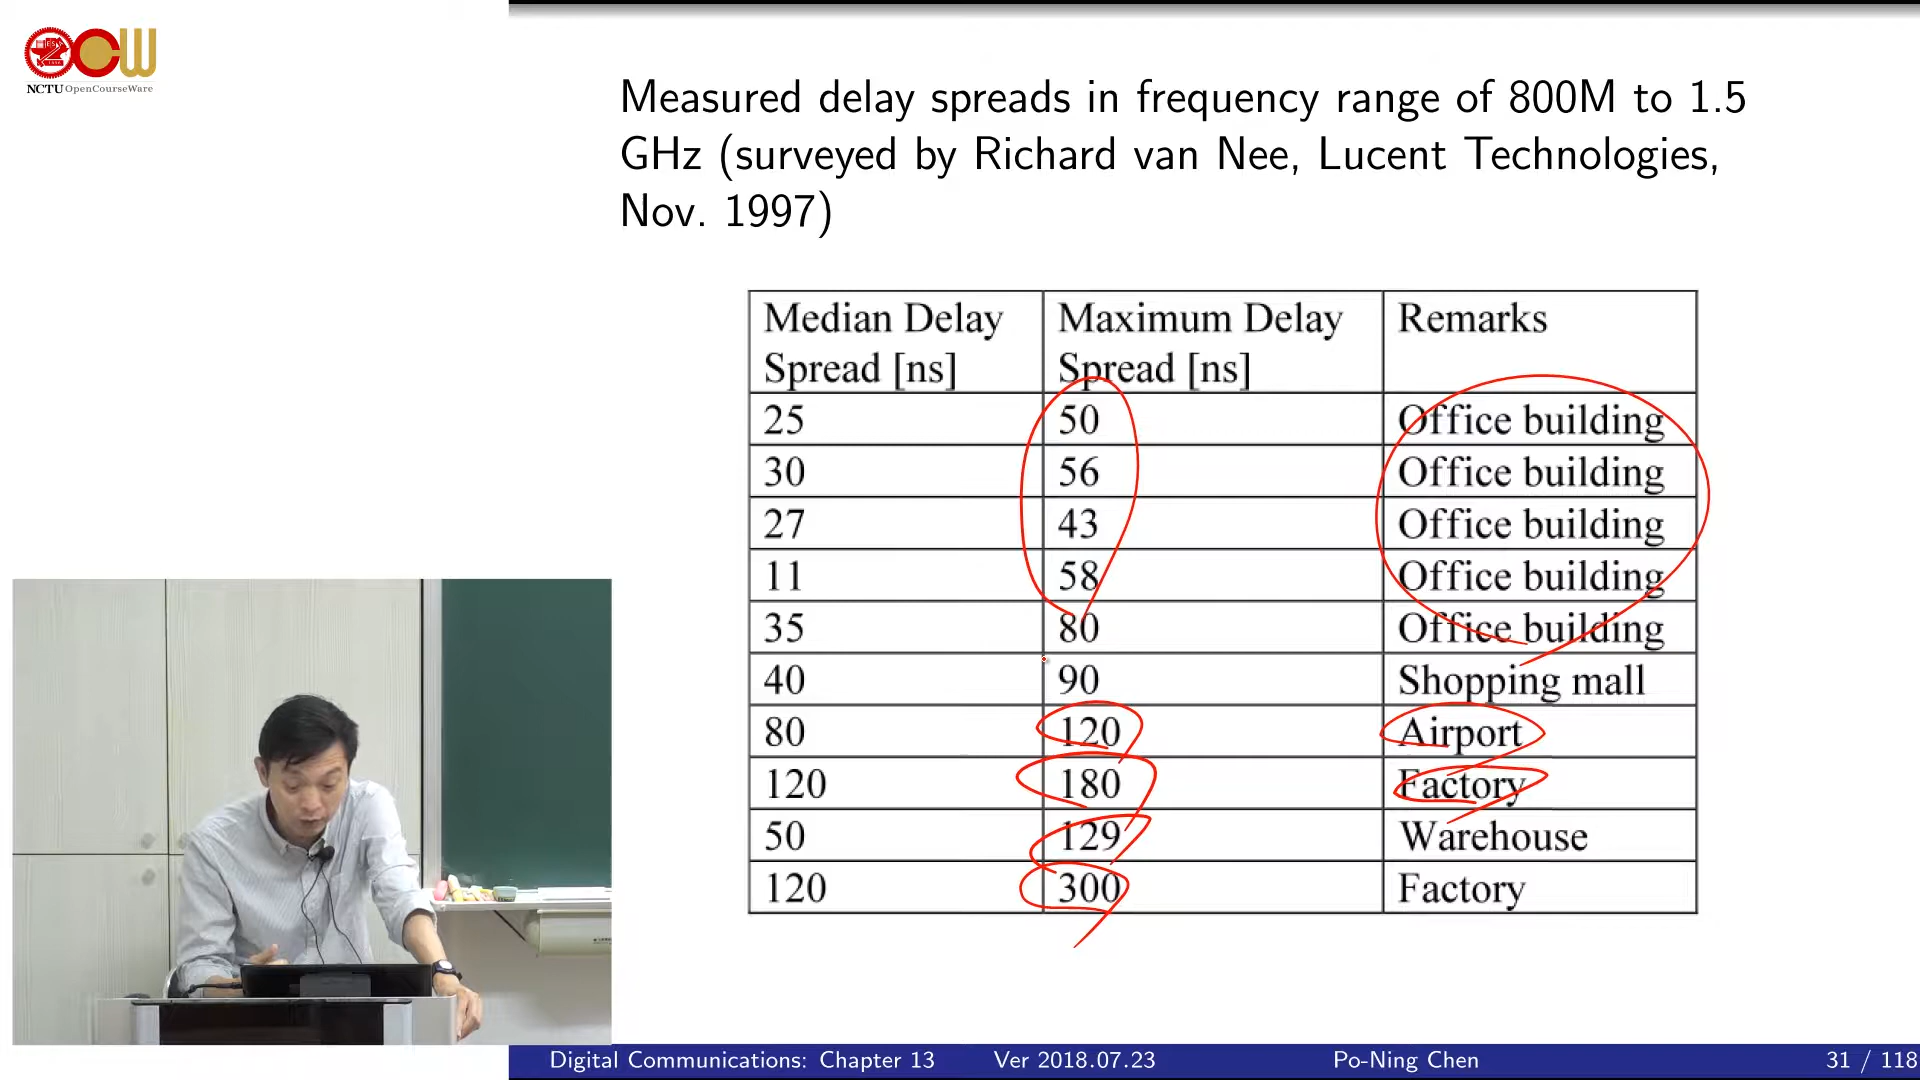 NCTU OpenCourseWare
Measured delay spreads in frequency range of 800M to 1.5
GHz (surveyed by Richard van Nee, Lucent Technologies,
Nov. 1997)
Median Delay Spread [ns] Maximum Delay Spread [ns] Remarks
25 50 Office building
30 56 Office building
27 43 Office building
11 58 Office building
35 80 Office building
40 90 Shopping mall
80 120 Airport
120 180 Factory
50 129 Warehouse
120 300 Factory
Digital Communications: Chapter 13 Ver 2018.07.23 Po-Ning Chen 31 / 118